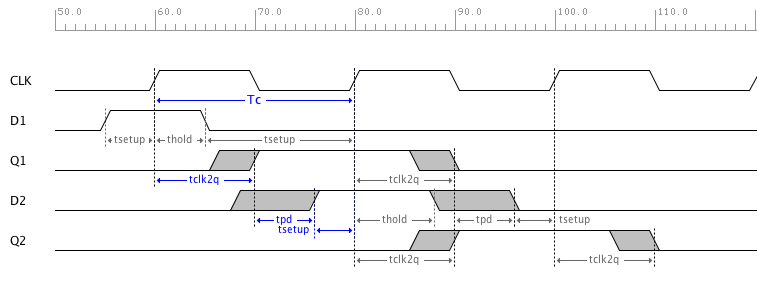 50.0 60.0 70.0 80.0 90.0 100.0 110.0
CLK
Tc
D1
tsetup thold tsetup
Q1
tclk2q tclk2q
D2
tpd thold tpd tsetup
tsetup
Q2
tclk2q tclk2q